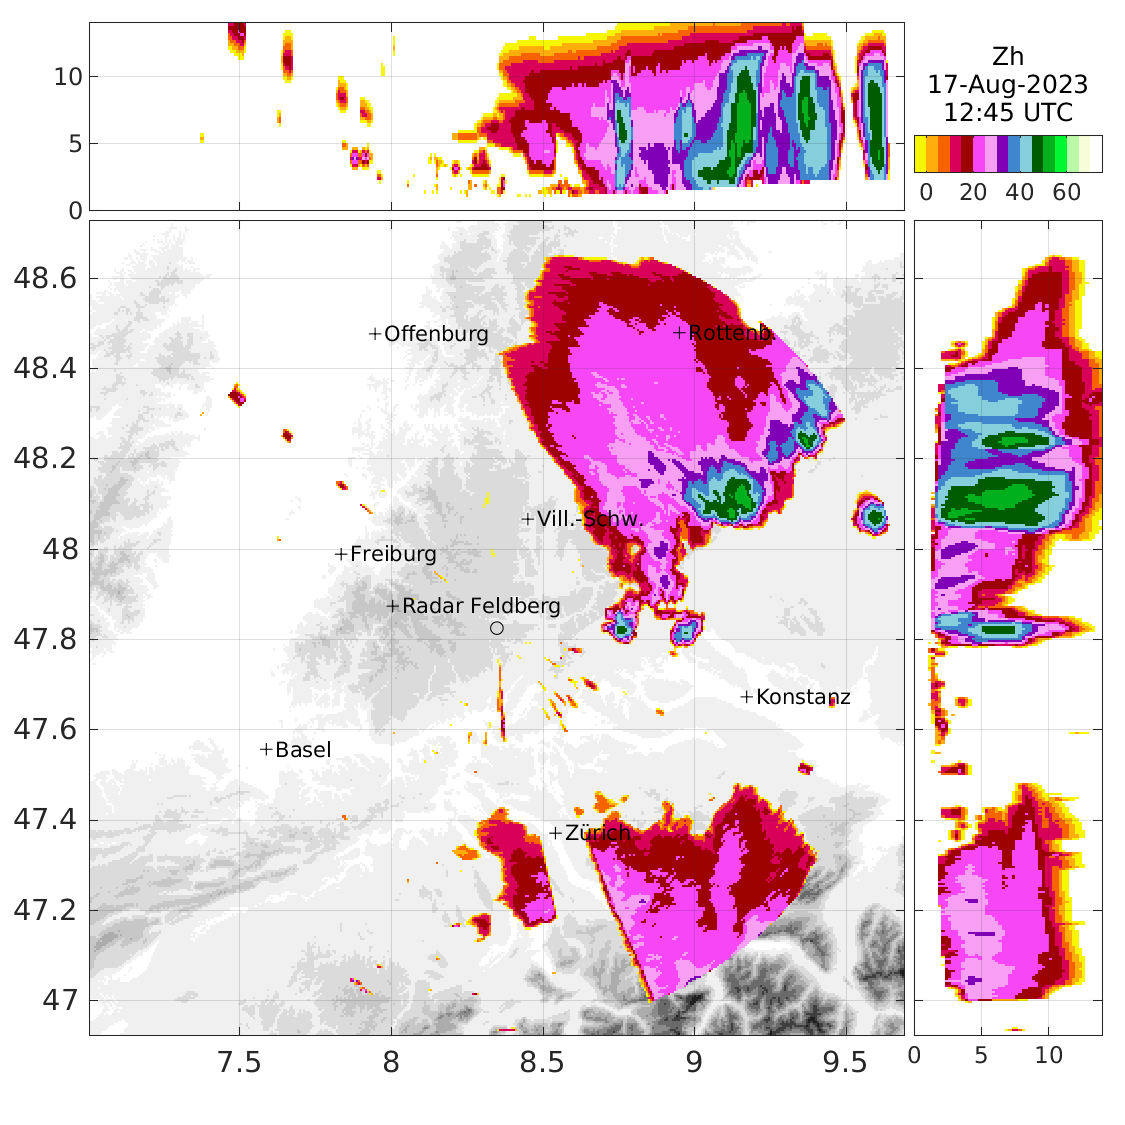 10
5
0
Zh
17-Aug-2023
12:45 UTC
0 20 40 60
48.6
48.4
48.2
48
47.8
47.6
47.4
47.2
47
+Offenburg
+Rottenb.
+Vill.-Schw.
+Freiburg
+Radar Feldberg
+Konstanz
+Basel
+Zürich
7.5 8 8.5 9 9.5
0 5 10